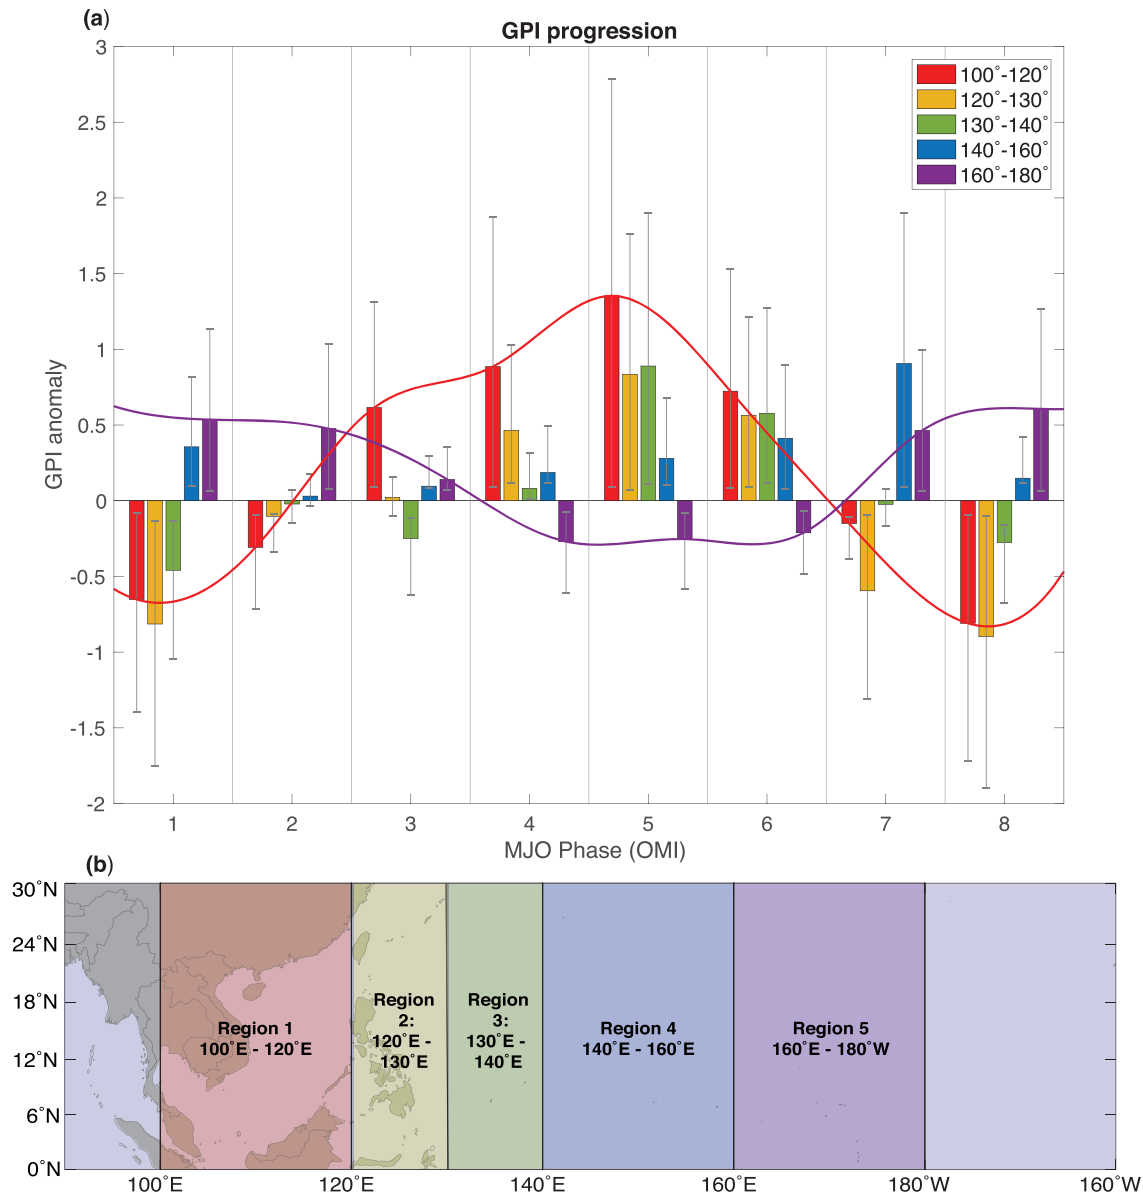 (a)
GPI progression
3
2.5
2
1.5
1
0.5
0
-0.5
-1
-1.5
-2
GPI anomaly
100°-120°
120°-130°
130°-140°
140°-160°
160°-180°
1 2 3 4 5 6 7 8
MJO Phase (OMI)
(b)
30°N
24°N
18°N
12°N
6°N
0°N
Region 1
100°E - 120°E
Region
2:
120°E -
130°E
Region
3:
130°E -
140°E
Region 4
140°E - 160°E
Region 5
160°E - 180°W
100°E 120°E 140°E 160°E 180°W 160°W